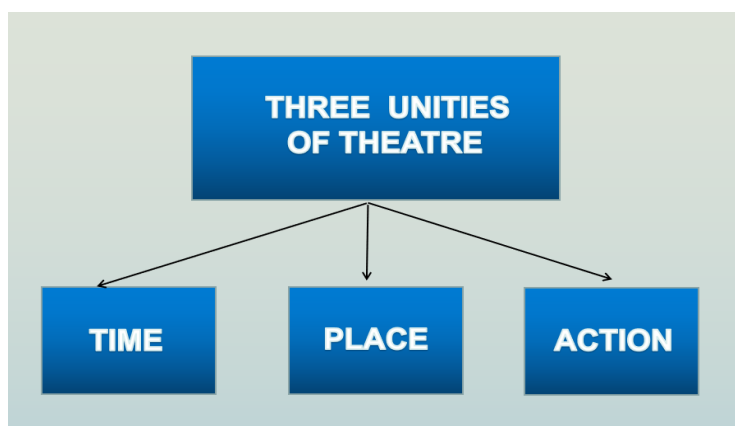 THREE UNITIES
OF THEATRE
TIME
PLACE
ACTION